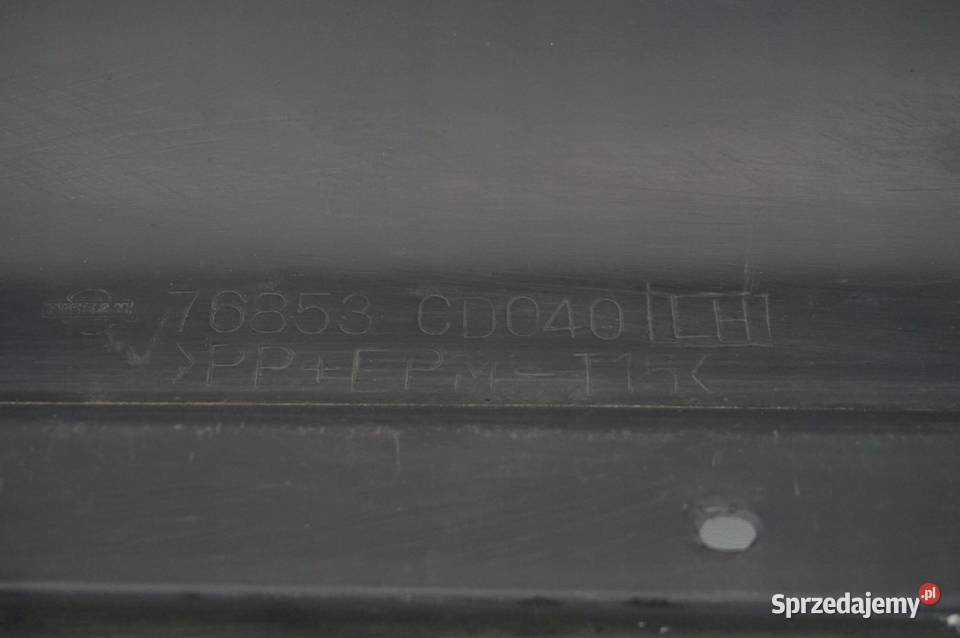 76853 CD040 LH
>PP+EPM-T15<
Sprzedajemy.pl